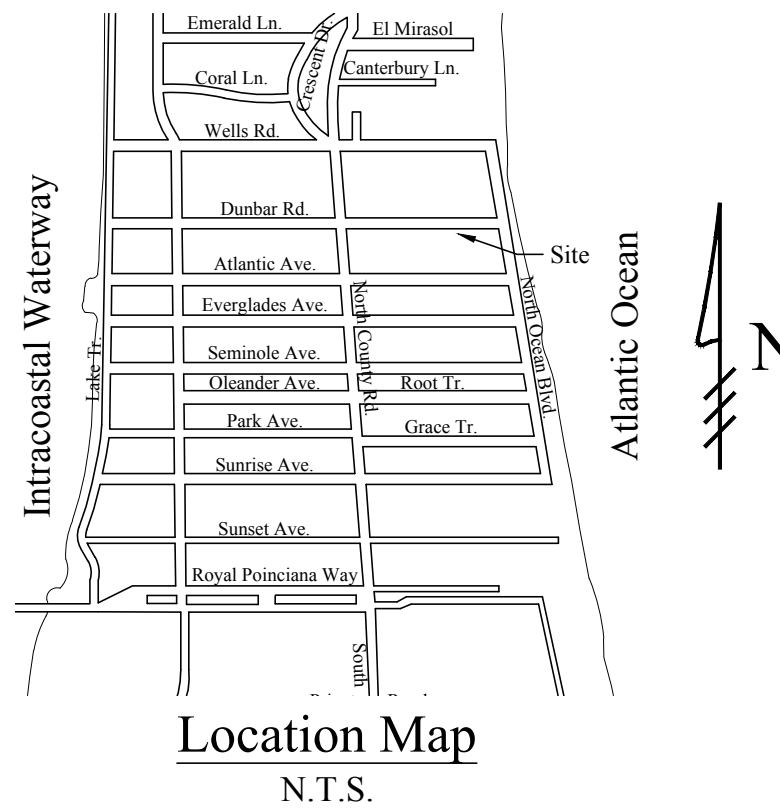 Emerald Ln.
El Mirasol
Crescent Dr.
Coral Ln.
Canterbury Ln.
Wells Rd.
Dunbar Rd.
Site
Atlantic Ave.
Intracoastal Waterway
Lake Tr.
Everglades Ave.
North County Rd.
North Ocean Blvd.
Atlantic Ocean
N
Seminole Ave.
Oleander Ave.
Root Tr.
Park Ave.
Grace Tr.
Sunrise Ave.
Sunset Ave.
Royal Poinciana Way
South
Location Map
N.T.S.